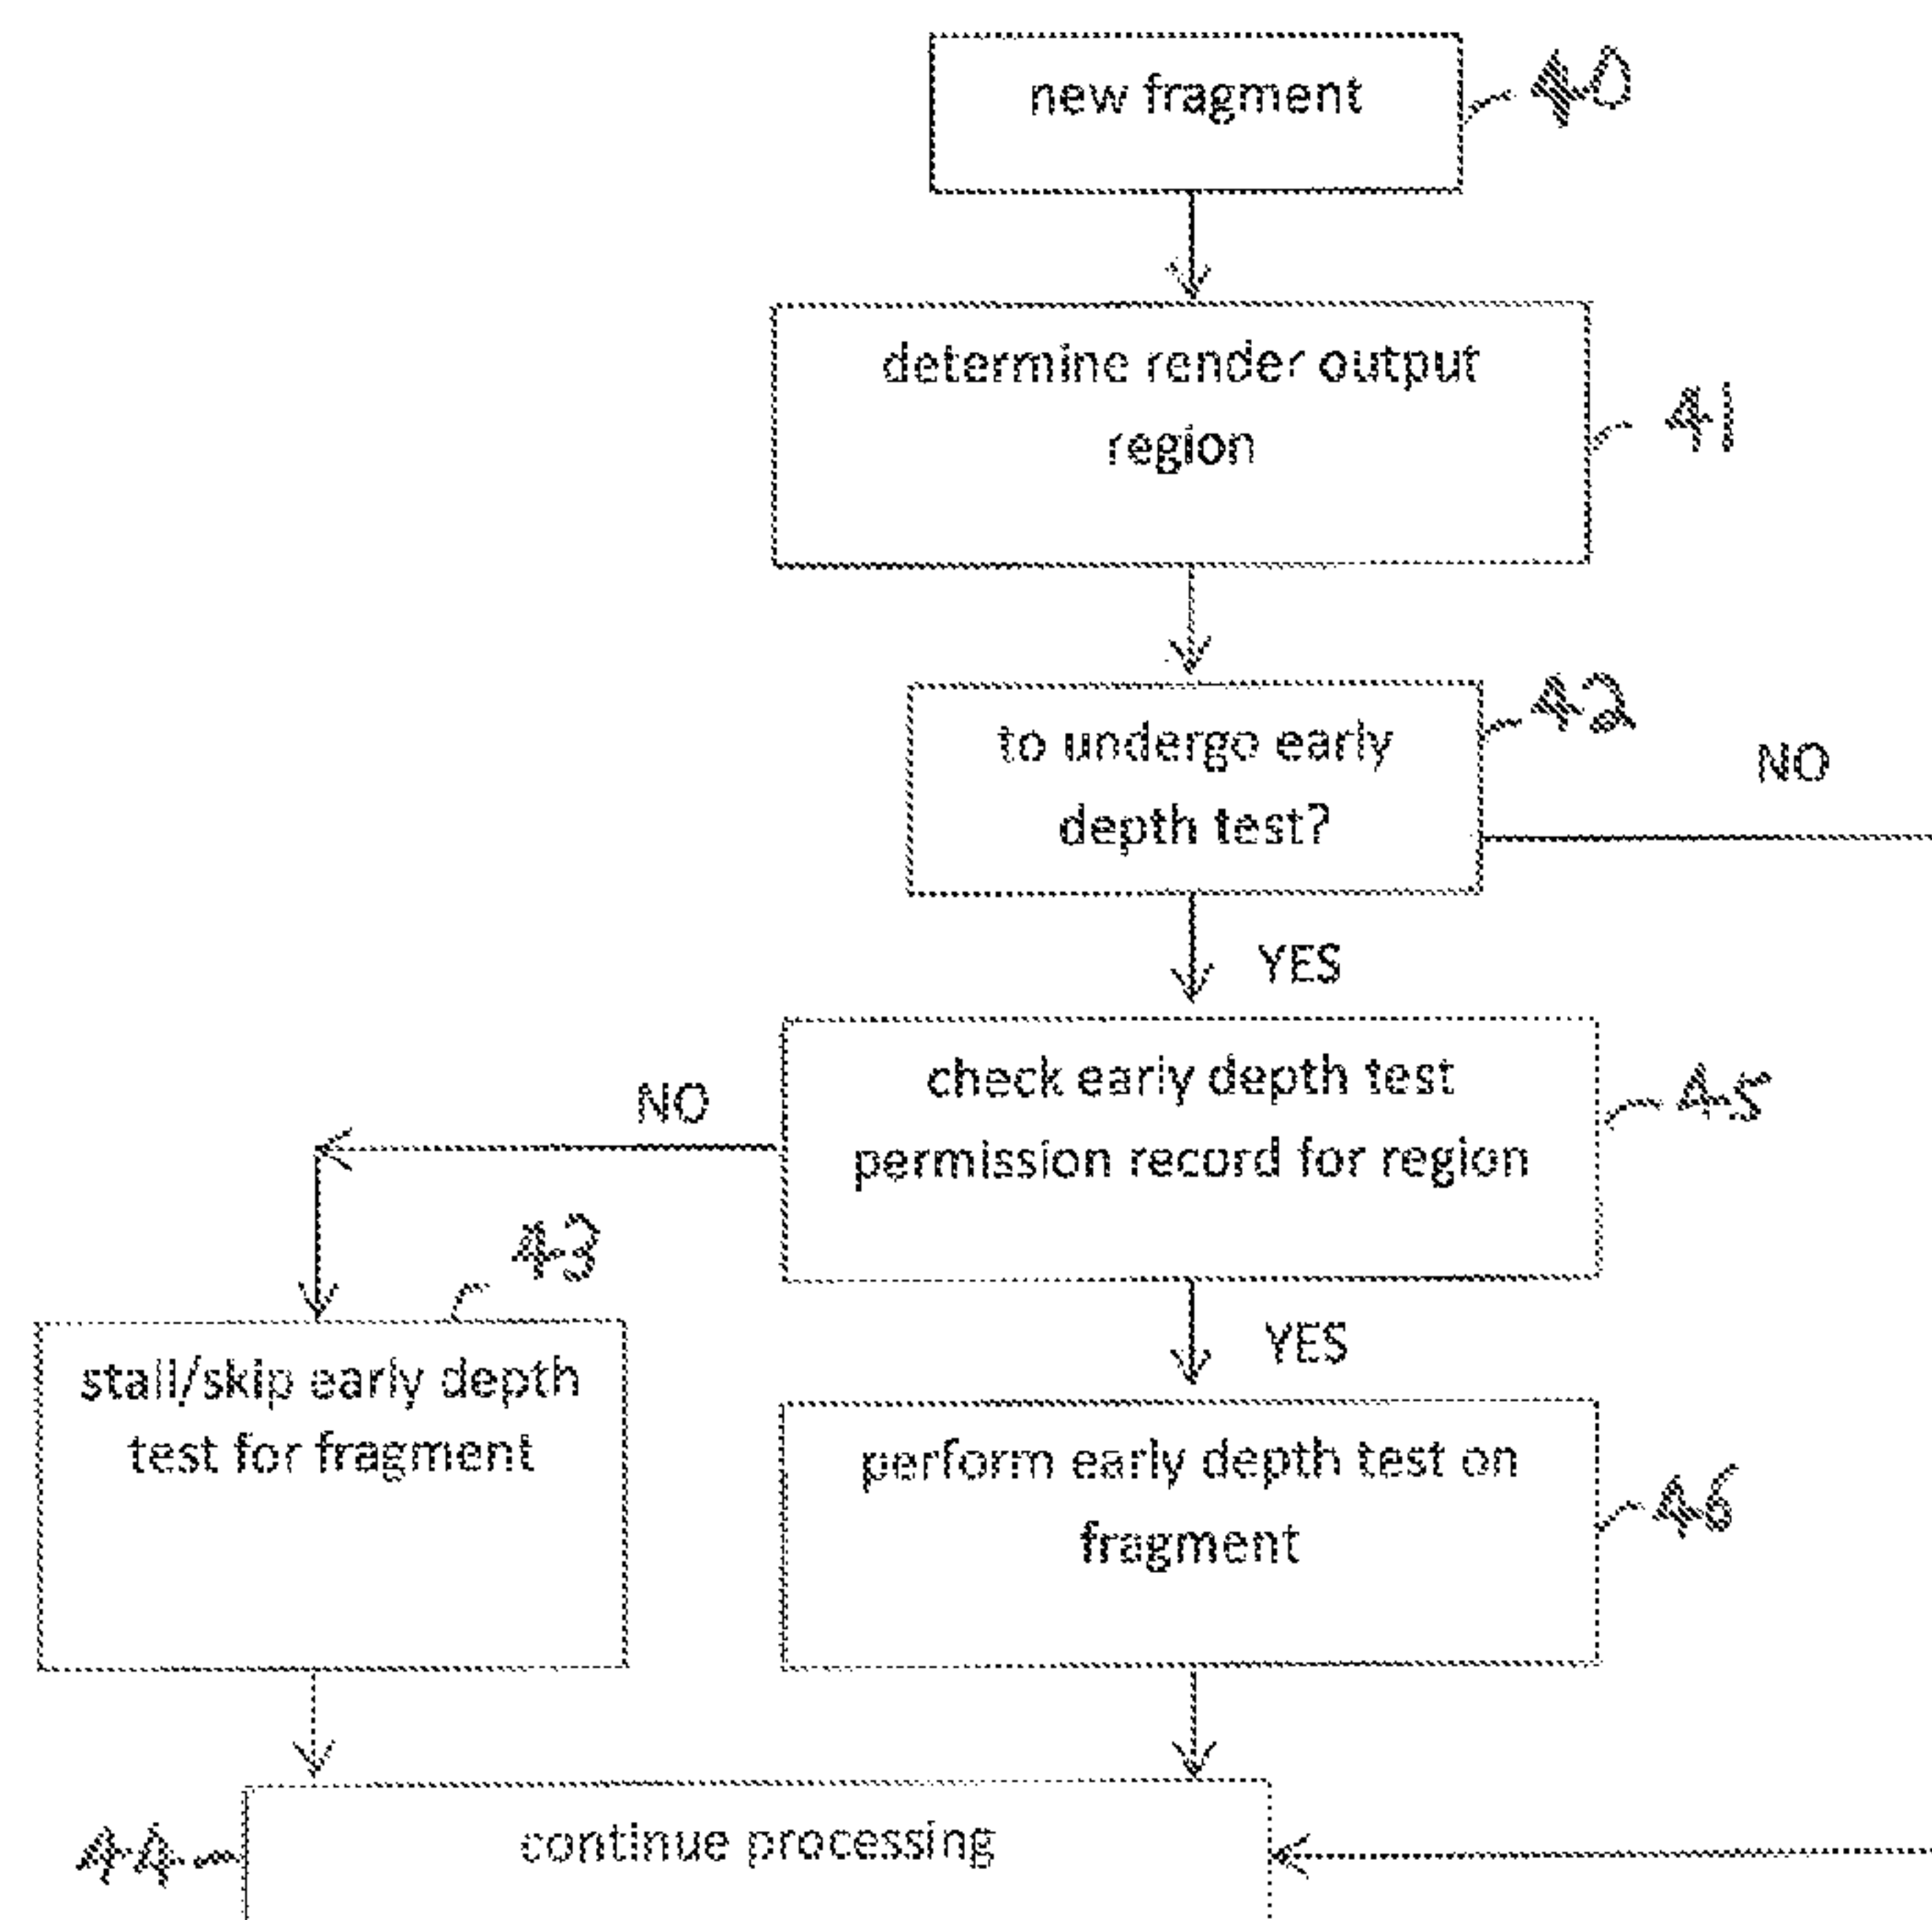 new fragment
40
determine render output
region
41
to undergo early
depth test?
42
NO
YES
check early depth test
permission record for region
45
NO
YES
43
stall/skip early depth
test for fragment
perform early depth test on
fragment
46
continue processing
44